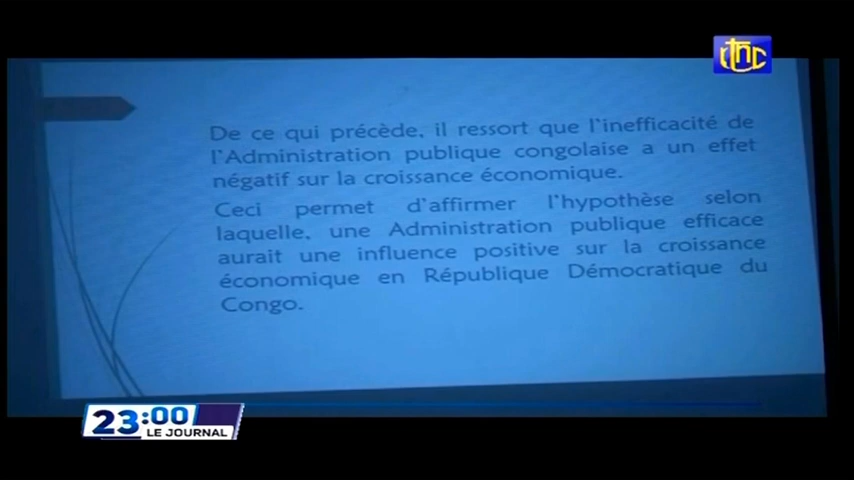 rtnc
De ce qui précède, il ressort que l'inefficacité de
l'Administration publique congolaise a un effet
négatif sur la croissance économique.
Ceci permet d'affirmer l'hypothèse selon
laquelle, une Administration publique efficace
aurait une influence positive sur la croissance
économique en République Démocratique du
Congo.
23:00
LE JOURNAL